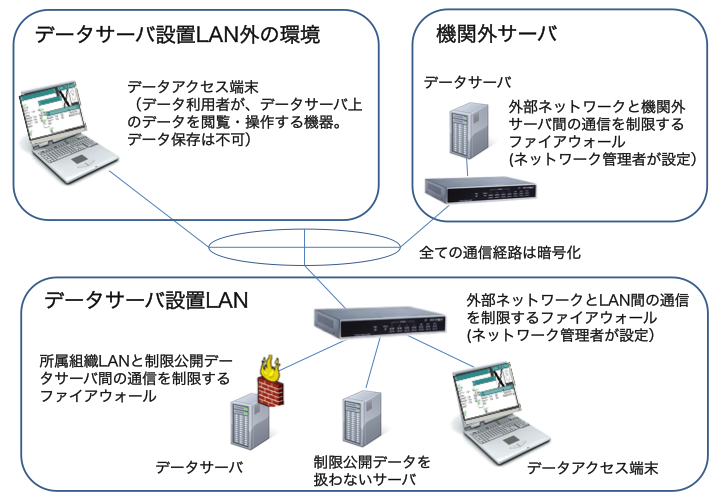 データサーバ設置LAN外の環境
データアクセス端末
（データ利用者が、データサーバ上
のデータを閲覧・操作する機器。
データ保存は不可）
機関外サーバ
データサーバ
外部ネットワークと機関外
サーバ間の通信を制限する
ファイアウォール
(ネットワーク管理者が設定）
全ての通信経路は暗号化
データサーバ設置LAN
外部ネットワークとLAN間の通信
を制限するファイアウォール
(ネットワーク管理者が設定）
所属組織LANと制限公開デー
タサーバ間の通信を制限する
ファイアウォール
データサーバ
制限公開データを
扱わないサーバ
データアクセス端末